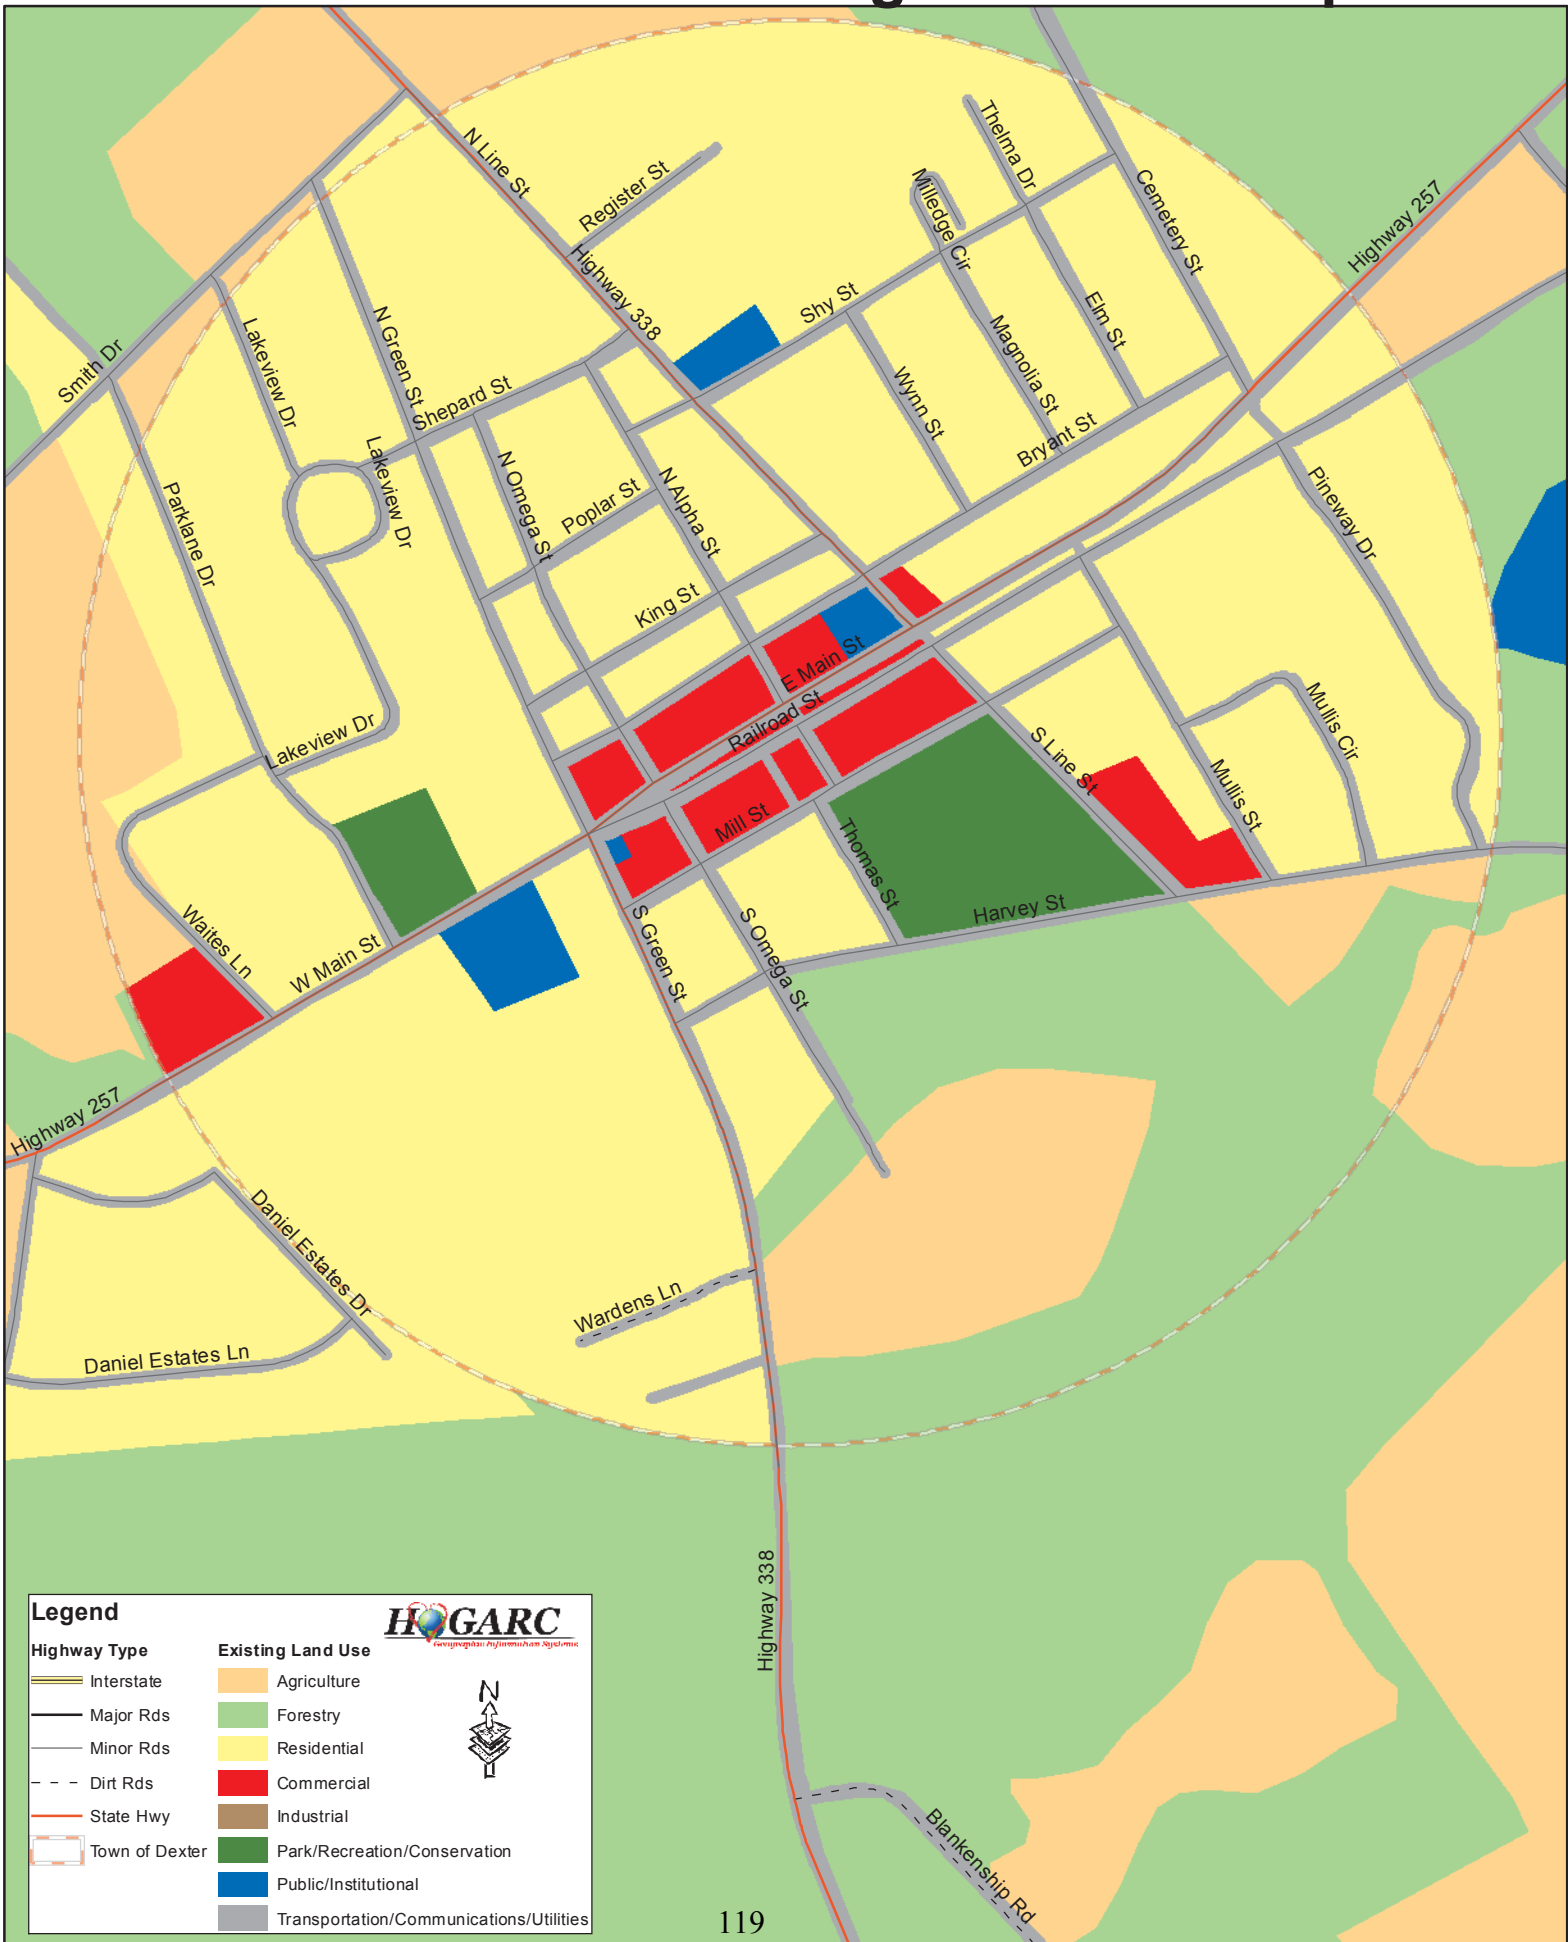 N Line St
Register St
Highway 338
Thelma Dr
Milledge Cir
Cemetery St
Highway 257
Shy St
Elm St
Magnolia St
Wynn St
Bryant St
Smith Dr
Lakeview Dr
N Green St
Shepard St
Lakeview Dr
N Omega St
Poplar St
N Alpha St
Parklane Dr
King St
Pineway Dr
E Main St
Railroad St
Lakeview Dr
S Line St
Mullis Cir
Mullis St
Mill St
Thomas St
Harvey St
Waites Ln
W Main St
S Green St
S Omega St
Highway 257
Daniel Estates Dr
Wardens Ln
Daniel Estates Ln
Highway 338
Blankenship Rd
Legend
HOGARC
Geographic Information Systems
Highway Type
Interstate
Major Rds
Minor Rds
Dirt Rds
State Hwy
Town of Dexter
Existing Land Use
Agriculture
Forestry
Residential
Commercial
Industrial
Park/Recreation/Conservation
Public/Institutional
Transportation/Communications/Utilities
N
119